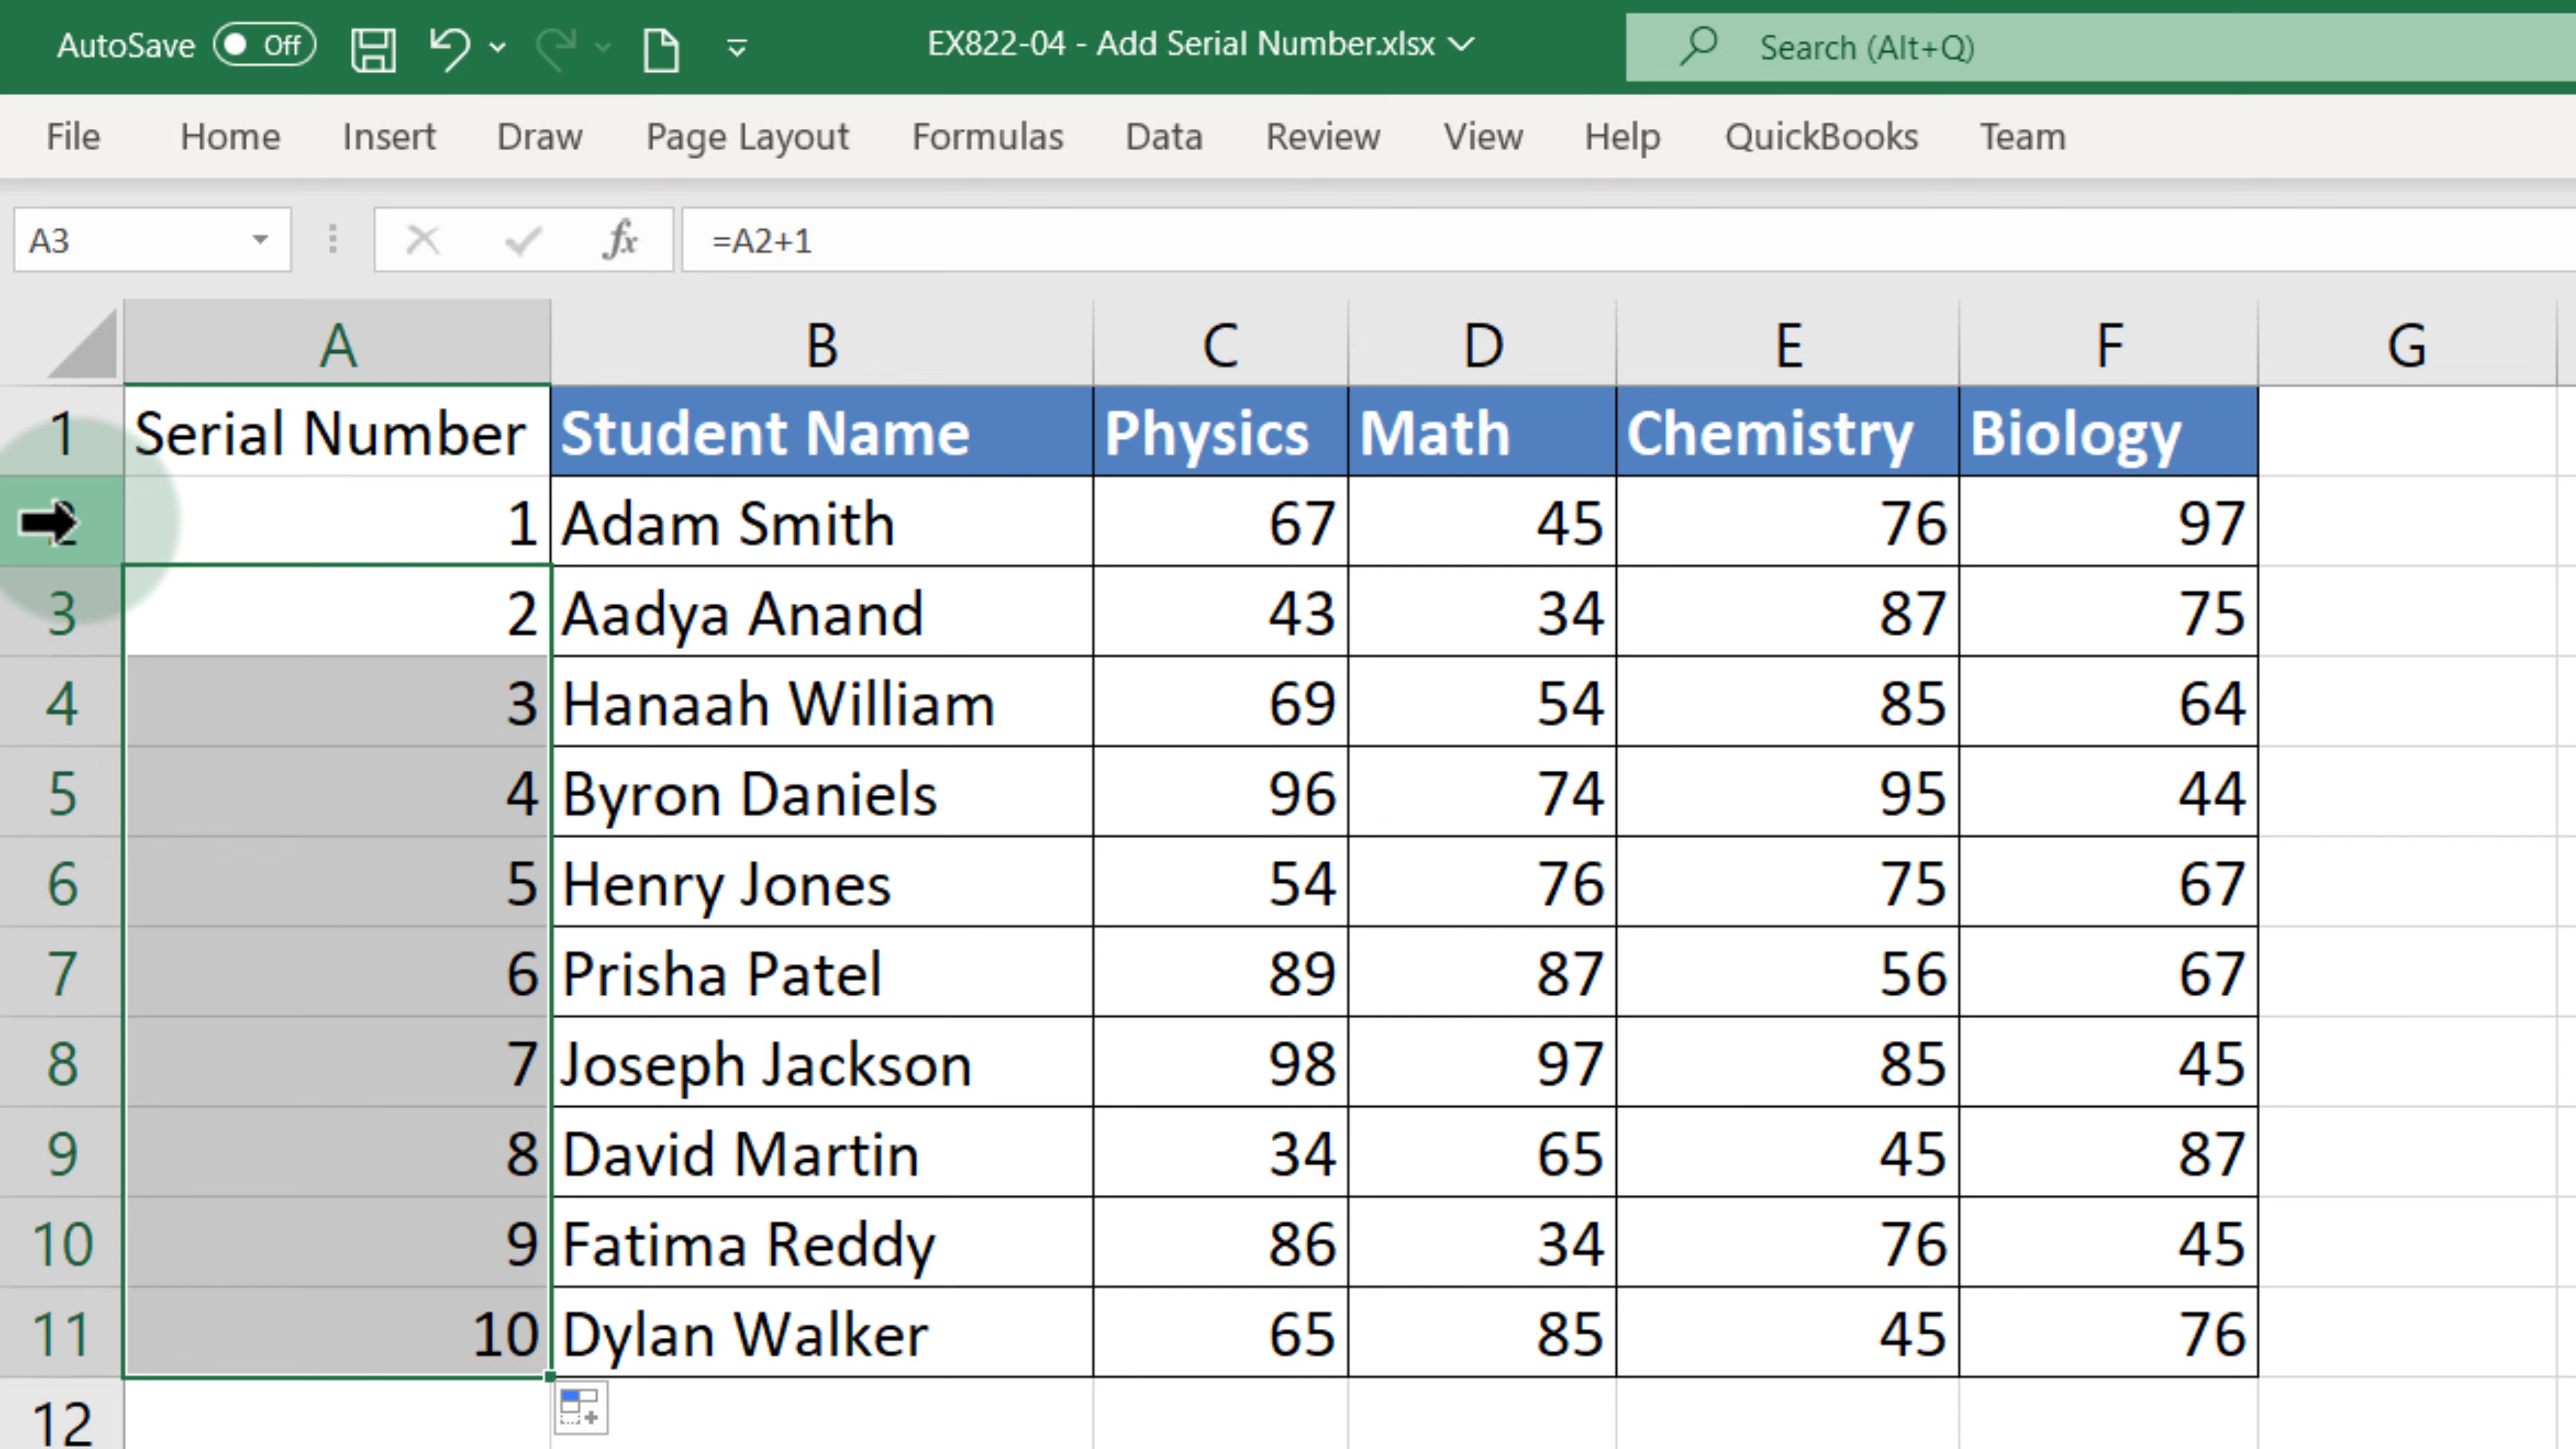 AutoSave Off EX822-04 - Add Serial Number.xlsx Search (Alt+Q)
File Home Insert Draw Page Layout Formulas Data Review View Help QuickBooks Team
A3 fx =A2+1
A B C D E F G
1 Serial Number Student Name Physics Math Chemistry Biology
2 1 Adam Smith 67 45 76 97
3 2 Aadya Anand 43 34 87 75
4 3 Hanaah William 69 54 85 64
5 4 Byron Daniels 96 74 95 44
6 5 Henry Jones 54 76 75 67
7 6 Prisha Patel 89 87 56 67
8 7 Joseph Jackson 98 97 85 45
9 8 David Martin 34 65 45 87
10 9 Fatima Reddy 86 34 76 45
11 10 Dylan Walker 65 85 45 76
12